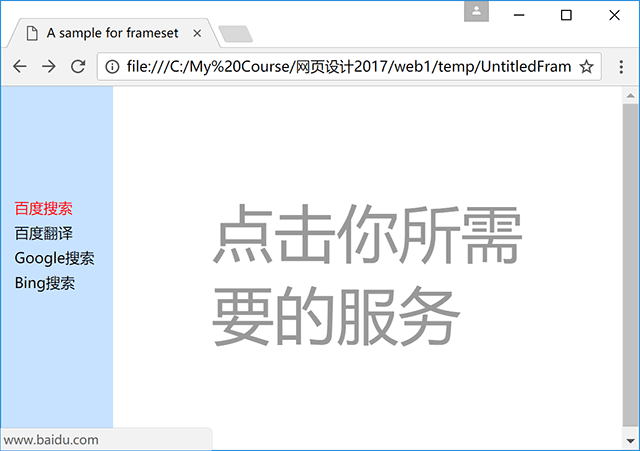 A sample for frameset
file:///C:/My%20Course/网页设计2017/web1/temp/UntitledFram
百度搜索
百度翻译
Google搜索
Bing搜索
点击你所需
要的服务
www.baidu.com